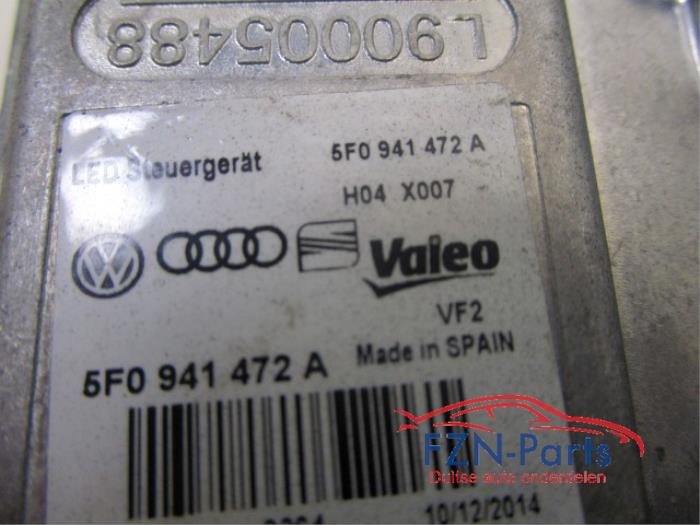 L90005488
LED Steuergerät 5F0 941 472 A
H04 X007
Valeo
VF2
5F0 941 472 A Made in SPAIN
FZN-Parts
Duitse auto onderdelen
10/12/2014